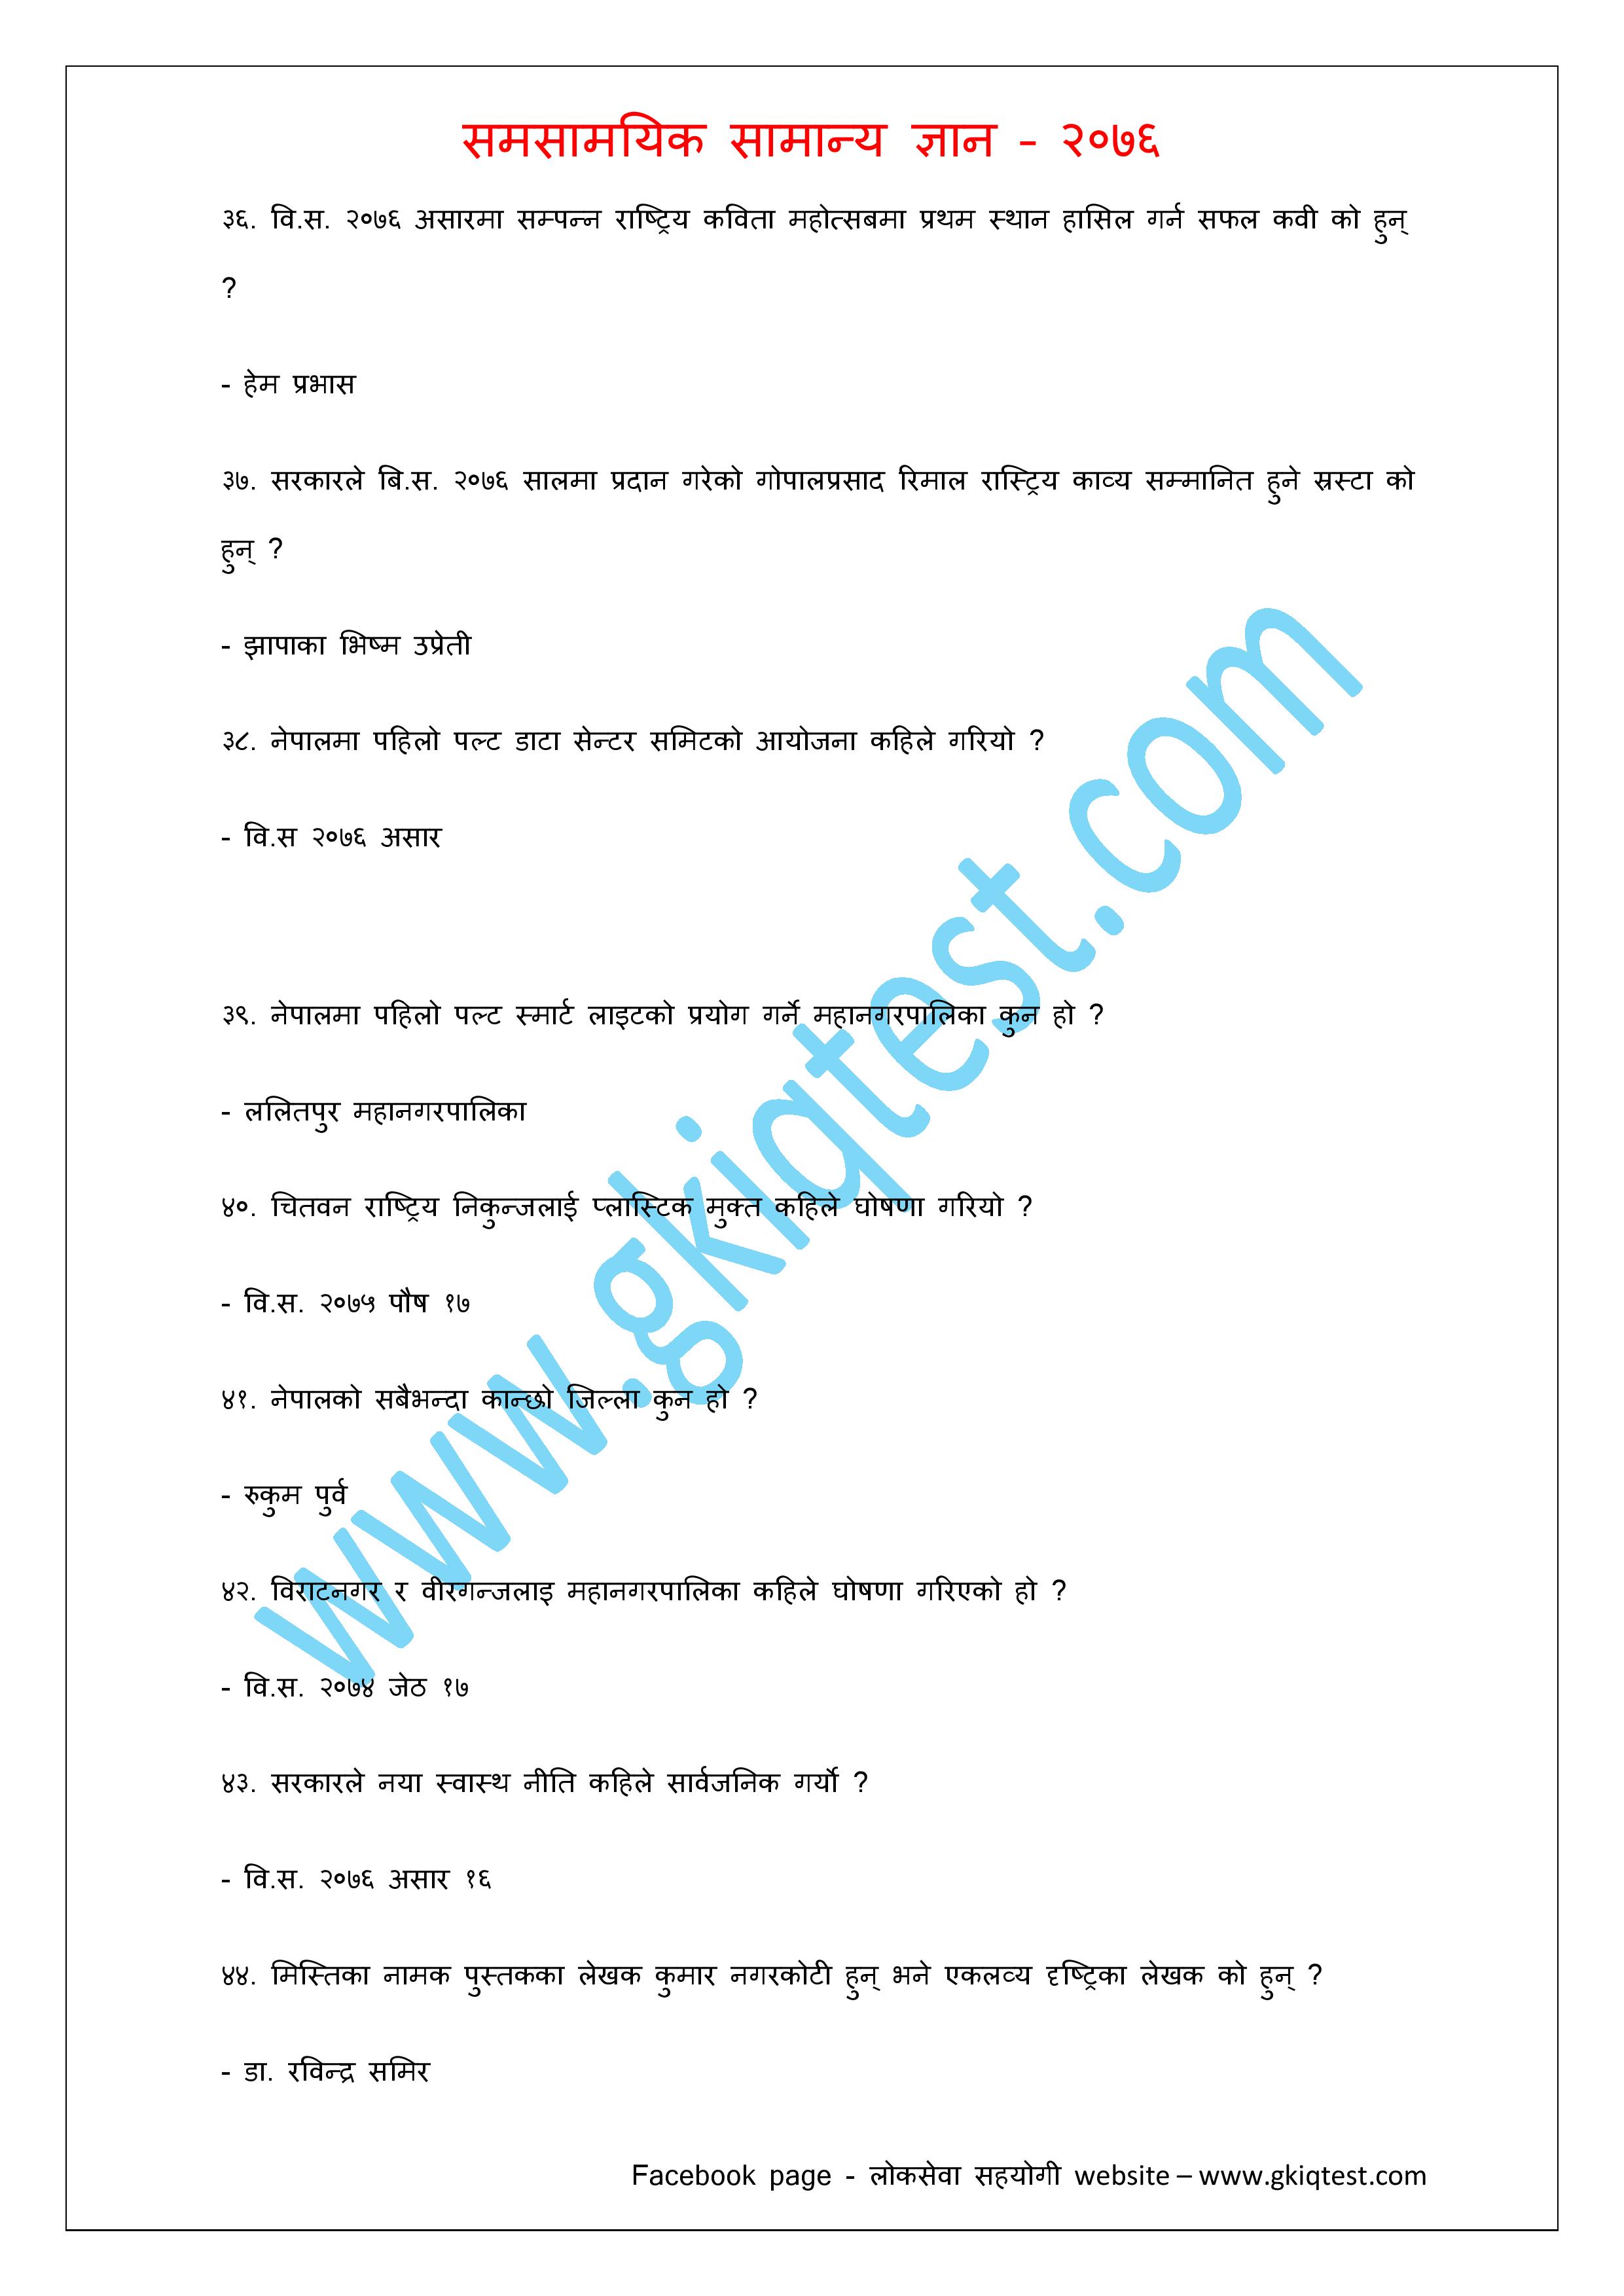 समसामयिक सामान्य ज्ञान - २०७६
३६. वि.स. २०७६ असारमा सम्पन्न राष्ट्रिय कविता महोत्सबमा प्रथम स्थान हासिल गर्न सफल कवी को हुन्
?
- हेम प्रभास
३७. सरकारले बि.स. २०७६ सालमा प्रदान गरेको गोपालप्रसाद रिमाल रास्ट्रिय काव्य सम्मानित हुने स्रस्टा को
हुन् ?
- झापाका भिष्म उप्रेती
३८. नेपालमा पहिलो पल्ट डाटा सेन्टर समिटको आयोजना कहिले गरियो ?
- वि.स २०७६ असार
३९. नेपालमा पहिलो पल्ट स्मार्ट लाइटको प्रयोग गर्ने महानगरपालिका कुन हो ?
- ललितपुर महानगरपालिका
४०. चितवन राष्ट्रिय निकुन्जलाई प्लास्टिक मुक्त कहिले घोषणा गरियो ?
- वि.स. २०७५ पौष १७
४१. नेपालको सबैभन्दा कान्छो जिल्ला कुन हो ?
- रुकुम पुर्व
४२. विराटनगर र वीरगन्जलाइ महानगरपालिका कहिले घोषणा गरिएको हो ?
- वि.स. २०७४ जेठ १७
४३. सरकारले नया स्वास्थ नीति कहिले सार्वजनिक गर्यो ?
- वि.स. २०७६ असार १६
४४. मिस्तिका नामक पुस्तकका लेखक कुमार नगरकोटी हुन् भने एकलव्य दृष्ट्रिका लेखक को हुन् ?
- डा. रविन्द्र समिर
Facebook page - लोकसेवा सहयोगी website – www.gkiqtest.com
www.gkiqtest.com